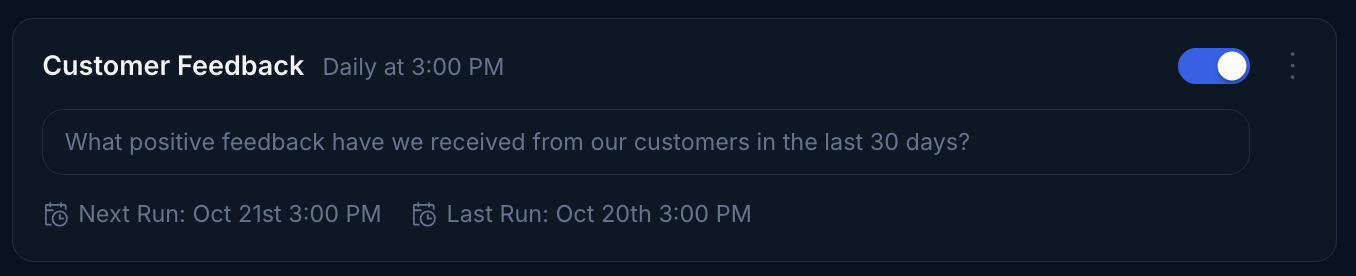 Customer Feedback Daily at 3:00 PM
What positive feedback have we received from our customers in the last 30 days?
Next Run: Oct 21st 3:00 PM Last Run: Oct 20th 3:00 PM